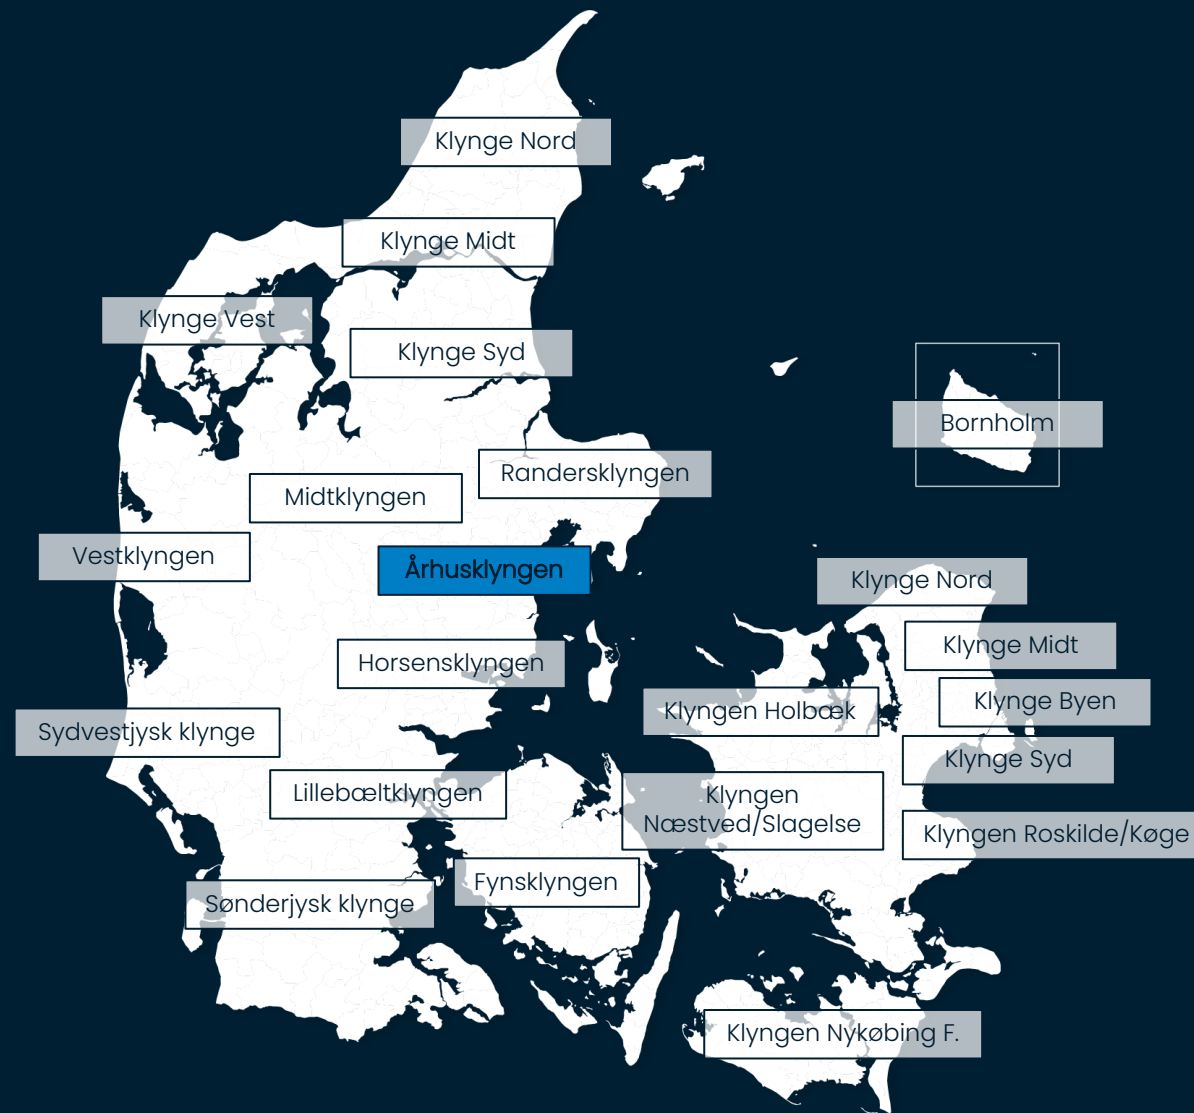 Klynge Nord
Klynge Midt
Klynge Vest
Klynge Syd
Bornholm
Randersklyngen
Midtklyngen
Vestklyngen
Århusklyngen
Klynge Nord
Klynge Midt
Horsensklyngen
Klynge Byen
Klyngen Holbæk
Sydvestjysk klynge
Klynge Syd
Lillebæltklyngen
Klyngen
Næstved/Slagelse
Klyngen Roskilde/Køge
Fynsklyngen
Sønderjysk klynge
Klyngen Nykøbing F.